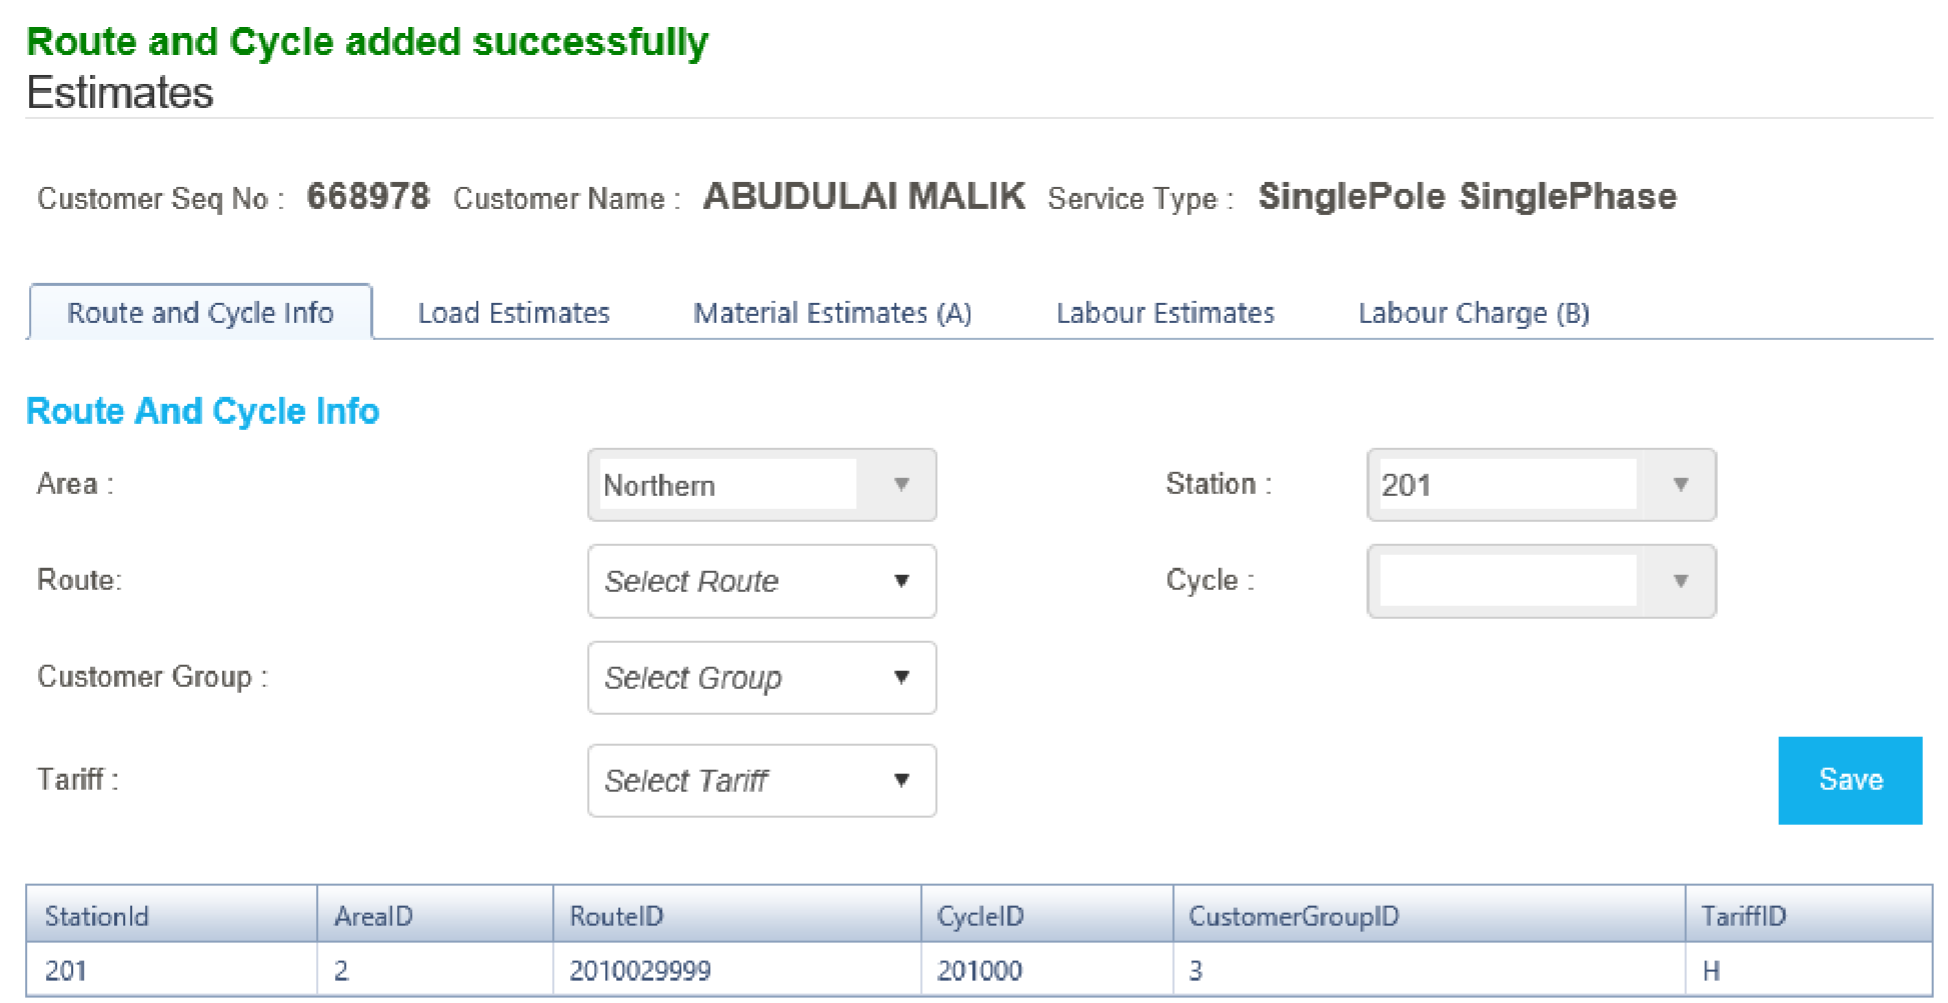 Route and Cycle added successfully
Estimates
Customer Seq No : 668978 Customer Name : ABUDULAI MALIK Service Type : SinglePole SinglePhase
Route and Cycle Info Load Estimates Material Estimates (A) Labour Estimates Labour Charge (B)
Route And Cycle Info
Area : Northern Station : 201
Route: Select Route Cycle :
Customer Group : Select Group
Tariff : Select Tariff Save
StationId AreaID RouteID CycleID CustomerGroupID TariffID
201 2 2010029999 201000 3 H